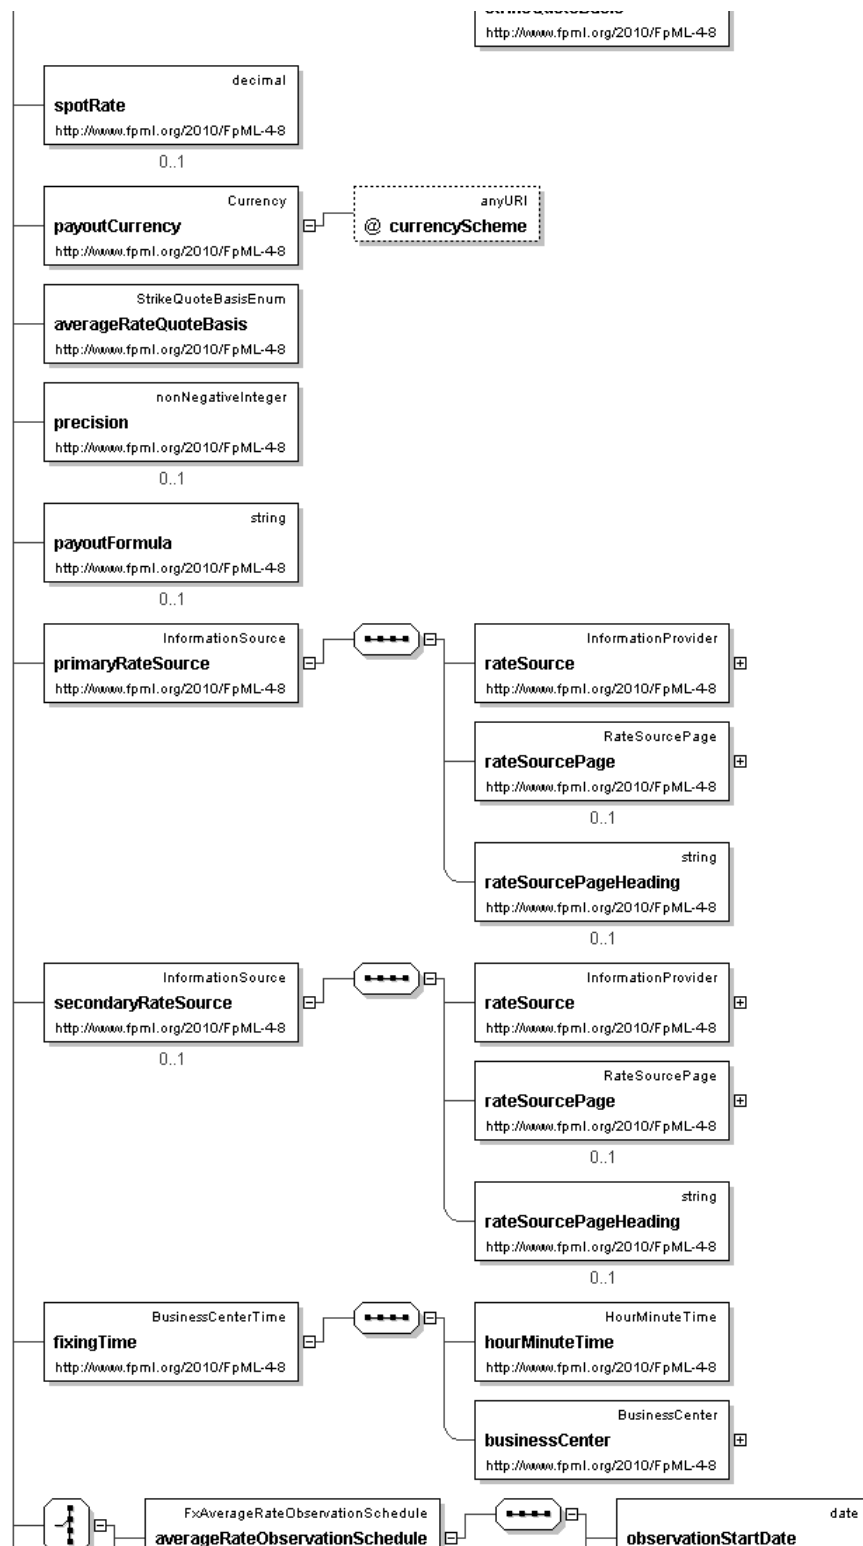 http://www.fpml.org/2010/FpML-4-8
decimal
spotRate
http://www.fpml.org/2010/FpML-4-8
0..1
Currency
payoutCurrency
http://www.fpml.org/2010/FpML-4-8
anyURI
@ currencyScheme
StrikeQuoteBasisEnum
averageRateQuoteBasis
http://www.fpml.org/2010/FpML-4-8
nonNegativeInteger
precision
http://www.fpml.org/2010/FpML-4-8
0..1
string
payoutFormula
http://www.fpml.org/2010/FpML-4-8
0..1
InformationSource
primaryRateSource
http://www.fpml.org/2010/FpML-4-8
InformationProvider
rateSource
http://www.fpml.org/2010/FpML-4-8
RateSourcePage
rateSourcePage
http://www.fpml.org/2010/FpML-4-8
0..1
string
rateSourcePageHeading
http://www.fpml.org/2010/FpML-4-8
0..1
InformationSource
secondaryRateSource
http://www.fpml.org/2010/FpML-4-8
0..1
InformationProvider
rateSource
http://www.fpml.org/2010/FpML-4-8
RateSourcePage
rateSourcePage
http://www.fpml.org/2010/FpML-4-8
0..1
string
rateSourcePageHeading
http://www.fpml.org/2010/FpML-4-8
0..1
BusinessCenterTime
fixingTime
http://www.fpml.org/2010/FpML-4-8
HourMinuteTime
hourMinuteTime
http://www.fpml.org/2010/FpML-4-8
BusinessCenter
businessCenter
http://www.fpml.org/2010/FpML-4-8
FxAverageRateObservationSchedule
averageRateObservationSchedule
date
observationStartDate